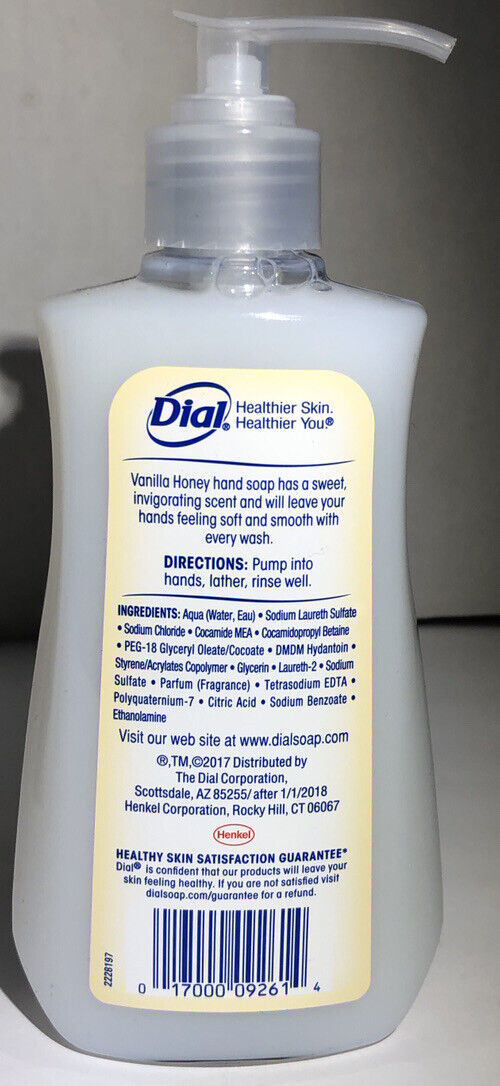 Dial® Healthier Skin.
Healthier You.®
Vanilla Honey hand soap has a sweet,
invigorating scent and will leave your
hands feeling soft and smooth with
every wash.
DIRECTIONS: Pump into
hands, lather, rinse well.
INGREDIENTS: Aqua (Water, Eau) • Sodium Laureth Sulfate
• Sodium Chloride • Cocamide MEA • Cocamidopropyl Betaine
• PEG-18 Glyceryl Oleate/Cocoate • DMDM Hydantoin •
Styrene/Acrylates Copolymer • Glycerin • Laureth-2 • Sodium
Sulfate • Parfum (Fragrance) • Tetrasodium EDTA •
Polyquaternium-7 • Citric Acid • Sodium Benzoate •
Ethanolamine
Visit our web site at www.dialsoap.com
®,TM,©2017 Distributed by
The Dial Corporation,
Scottsdale, AZ 85255/ after 1/1/2018
Henkel Corporation, Rocky Hill, CT 06067
Henkel
HEALTHY SKIN SATISFACTION GUARANTEE*
Dial® is confident that our products will leave your
skin feeling healthy. If you are not satisfied visit
dialsoap.com/guarantee for a refund.
2228197
0 17000 09261 4